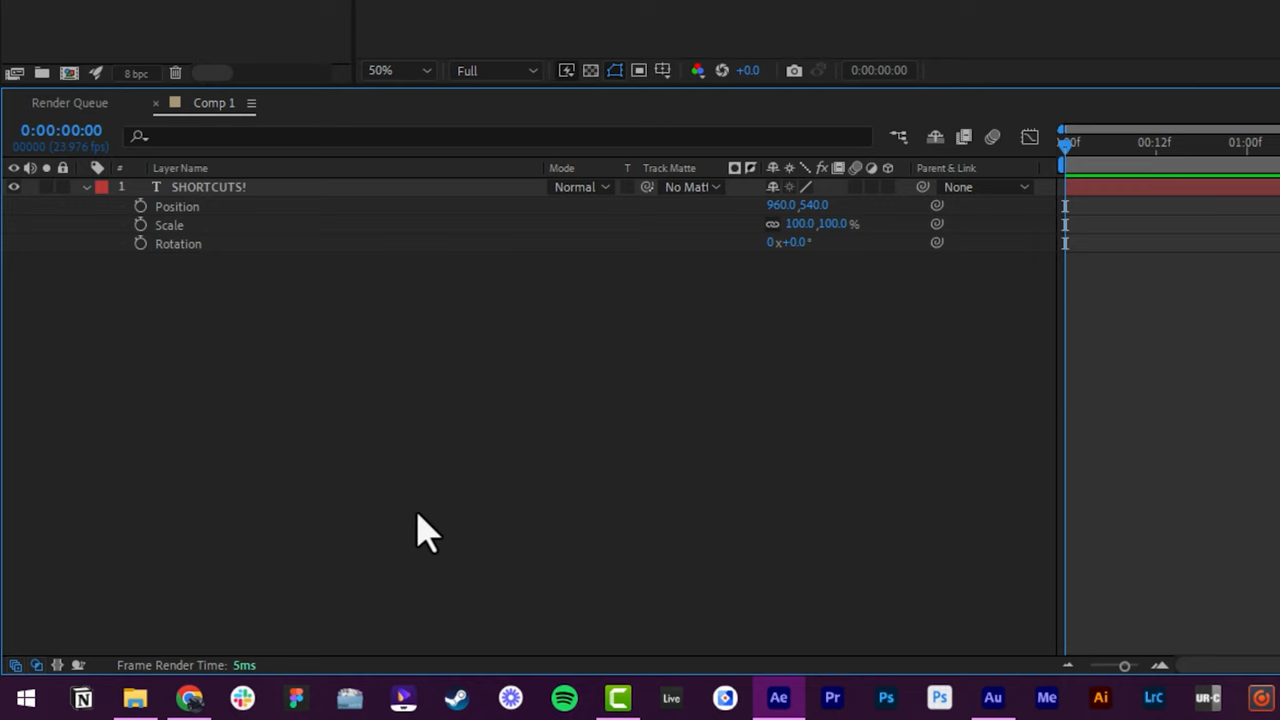 8 bpc 50% Full +0.0 0:00:00:00
Render Queue × Comp 1
0:00:00:00
00000 (23.976 fps)
:00f 00:12f 01:00f
# Layer Name Mode T Track Matte fx Parent & Link
1 T SHORTCUTS! Normal No Matt None
Position 960.0,540.0
Scale 100.0,100.0%
Rotation 0x+0.0°
Frame Render Time: 5ms
N Live Ae Pr Ps Ps Au Me Ai LrC UR-C